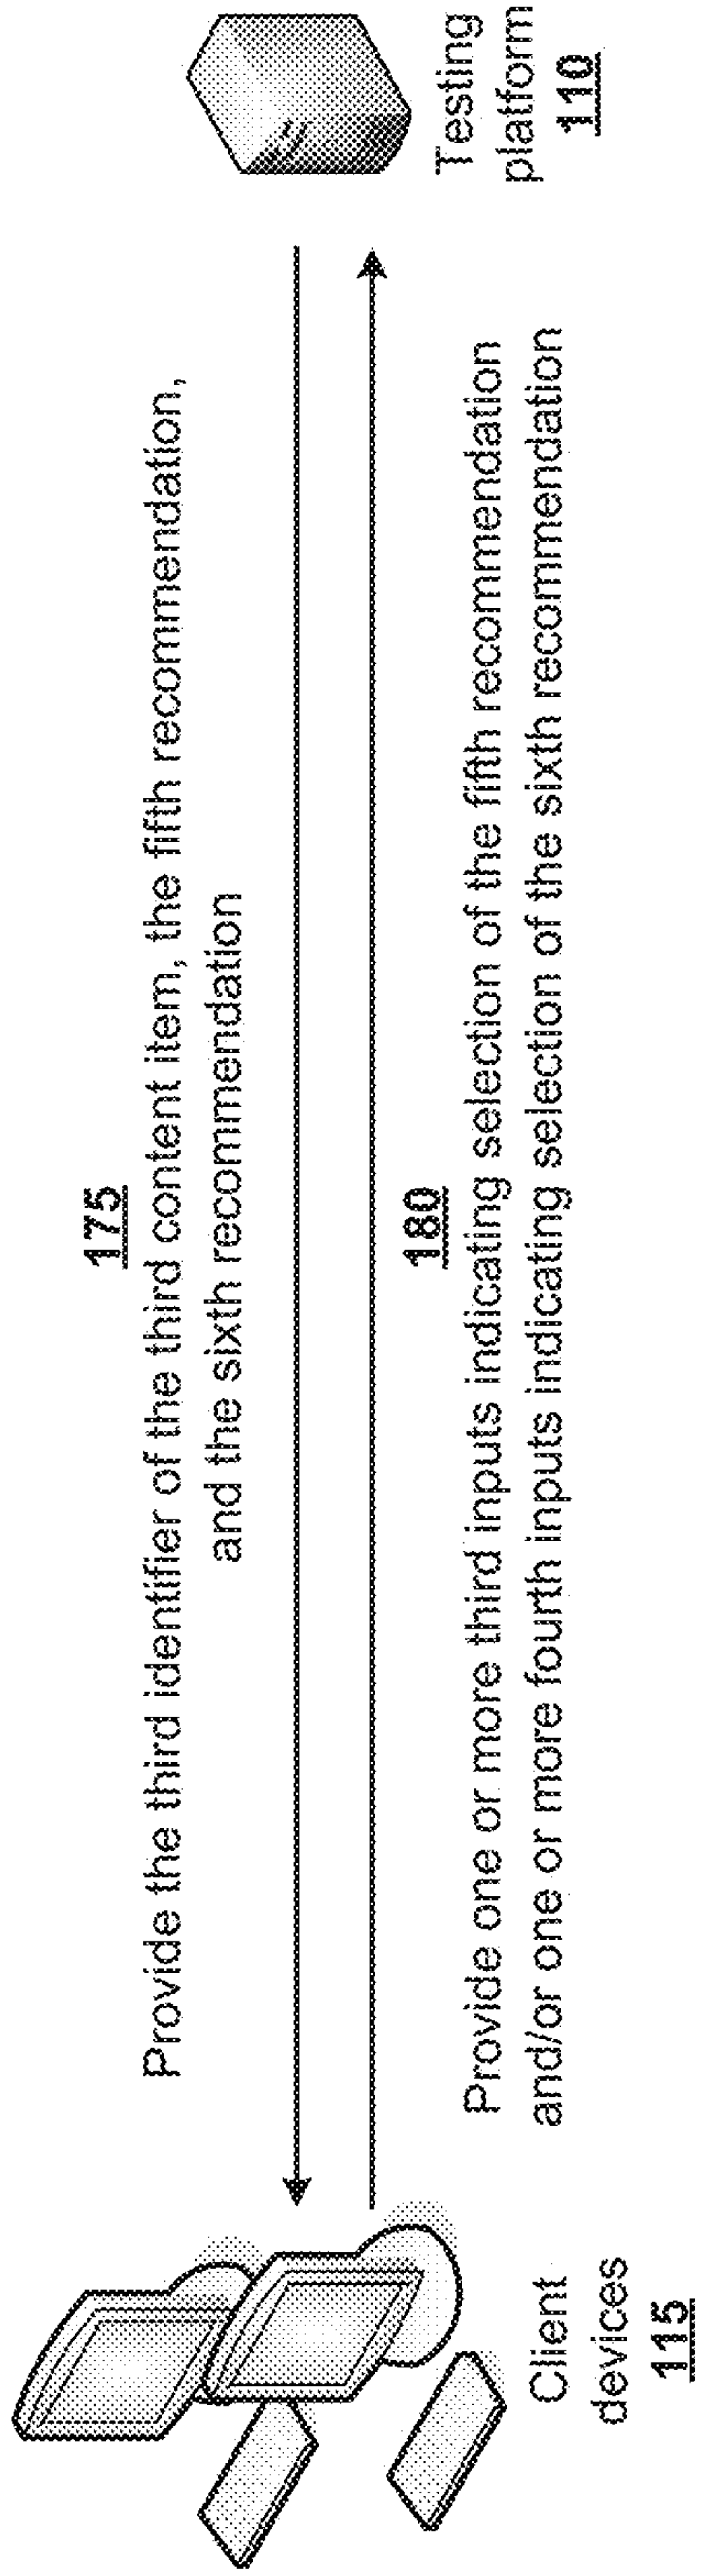 175
Provide the third identifier of the third content item, the fifth recommendation,
and the sixth recommendation
180
Provide one or more third inputs indicating selection of the fifth recommendation
and/or one or more fourth inputs indicating selection of the sixth recommendation
Client
devices
115
Testing
platform
110